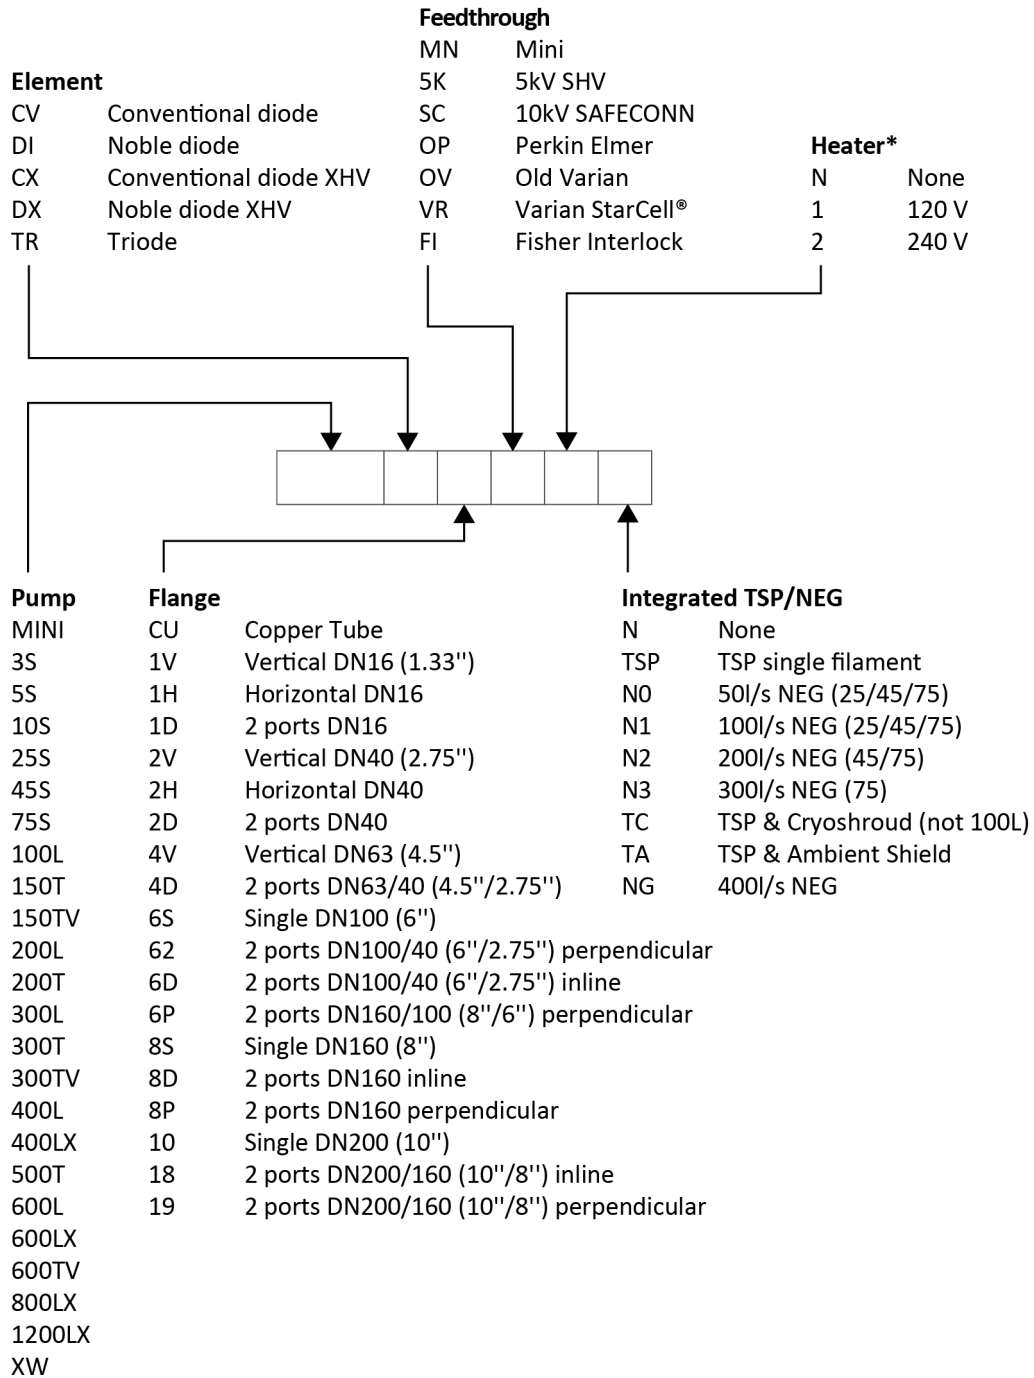 Feedthrough
MN Mini
5K 5kV SHV
SC 10kV SAFECONN
OP Perkin Elmer
OV Old Varian
VR Varian StarCell®
FI Fisher Interlock
Element
CV Conventional diode
DI Noble diode
CX Conventional diode XHV
DX Noble diode XHV
TR Triode
Heater*
N None
1 120 V
2 240 V
Pump
MINI
3S
5S
10S
25S
45S
75S
100L
150T
150TV
200L
200T
300L
300T
300TV
400L
400LX
500T
600L
600LX
600TV
800LX
1200LX
XW
Flange
CU Copper Tube
1V Vertical DN16 (1.33'')
1H Horizontal DN16
1D 2 ports DN16
2V Vertical DN40 (2.75'')
2H Horizontal DN40
2D 2 ports DN40
4V Vertical DN63 (4.5'')
4D 2 ports DN63/40 (4.5''/2.75'')
6S Single DN100 (6'')
62 2 ports DN100/40 (6''/2.75'') perpendicular
6D 2 ports DN100/40 (6''/2.75'') inline
6P 2 ports DN160/100 (8''/6'') perpendicular
8S Single DN160 (8'')
8D 2 ports DN160 inline
8P 2 ports DN160 perpendicular
10 Single DN200 (10'')
18 2 ports DN200/160 (10''/8'') inline
19 2 ports DN200/160 (10''/8'') perpendicular
Integrated TSP/NEG
N None
TSP TSP single filament
N0 50l/s NEG (25/45/75)
N1 100l/s NEG (25/45/75)
N2 200l/s NEG (45/75)
N3 300l/s NEG (75)
TC TSP & Cryoshroud (not 100L)
TA TSP & Ambient Shield
NG 400l/s NEG